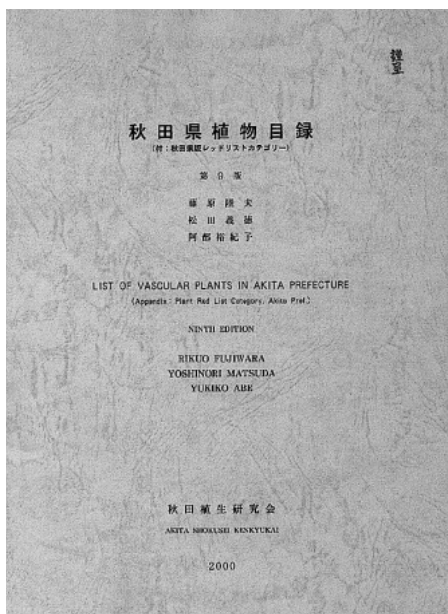 謹呈
秋田県植物目録
(付：秋田県版レッドリストカテゴリー)
第9版
藤原陸夫
松田義徳
阿部裕紀子
LIST OF VASCULAR PLANTS IN AKITA PREFECTURE
(Appendix: Plant Red List Category, Akita Pref.)
NINTH EDITION
RIKUO FUJIWARA
YOSHINORI MATSUDA
YUKIKO ABE
秋田植生研究会
AKITA SHOKUSEI KENKYUKAI
2000